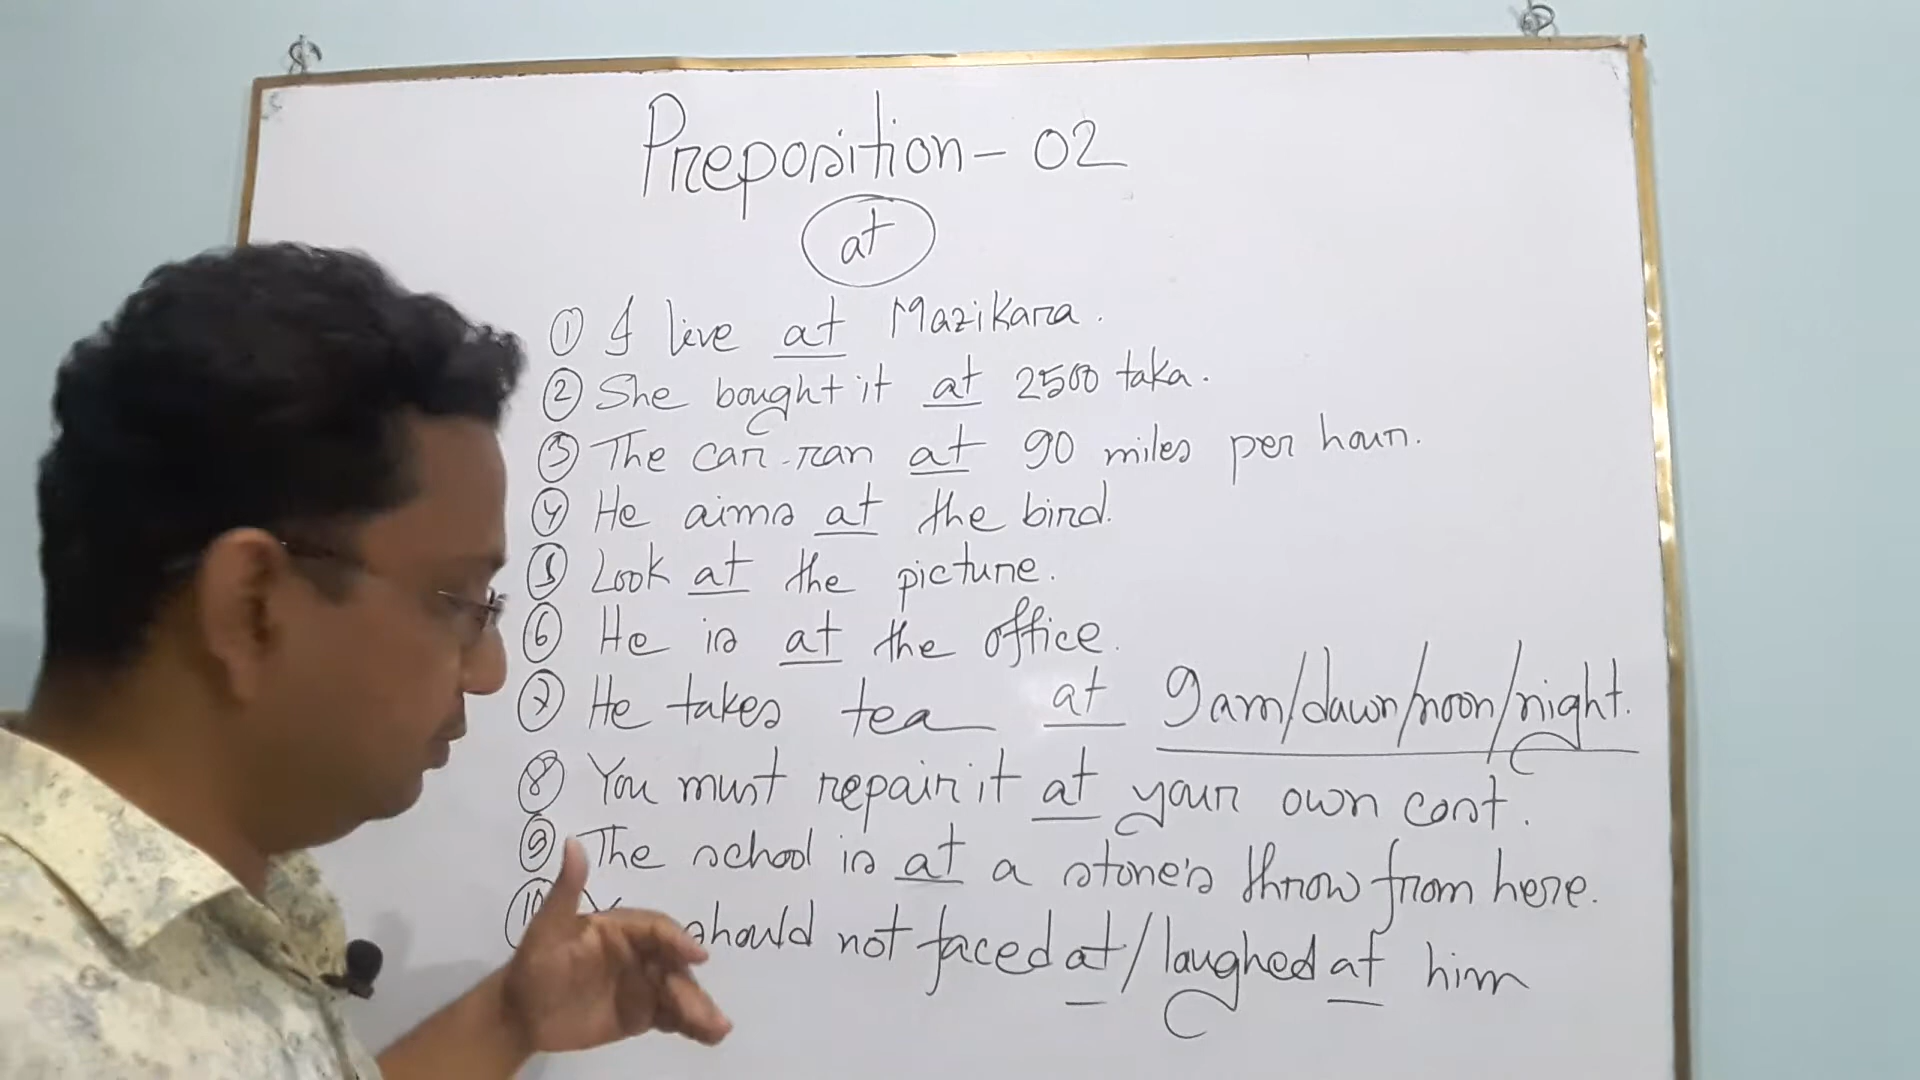 Preposition - 02
at
① I live at Mazikara.
② She bought it at 2500 taka.
③ The car ran at 90 miles per hour.
④ He aims at the bird.
⑤ Look at the picture.
⑥ He is at the office.
⑦ He takes tea at 9am/dawn/noon/night.
⑧ You must repair it at your own cost.
⑨ The school is at a stone's throw from here.
⑩ should not faced at/laughed at him